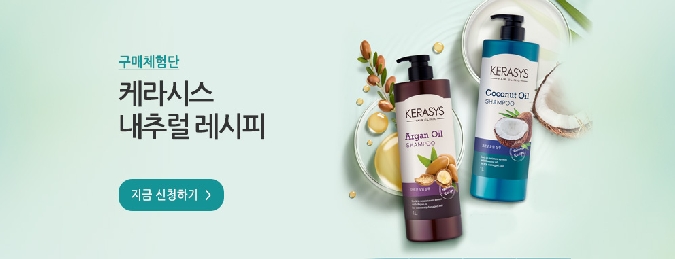 구매체험단
케라시스
내추럴 레시피
지금 신청하기 >
KERASYS
Argan Oil
SHAMPOO
KERASYS
Coconut Oil
SHAMPOO